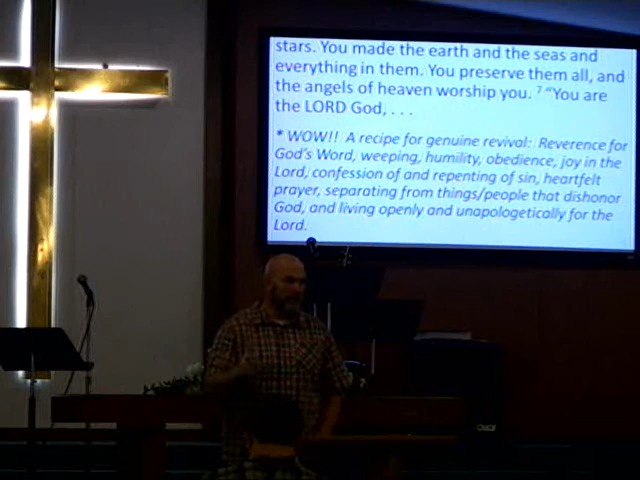 stars. You made the earth and the seas and
everything in them. You preserve them all, and
the angels of heaven worship you. ⁷ “You are
the LORD God, . . .
* WOW!! A recipe for genuine revival: Reverence for
God’s Word, weeping, humility, obedience, joy in the
Lord, confession of and repenting of sin, heartfelt
prayer, separating from things/people that dishonor
God, and living openly and unapologetically for the
Lord.